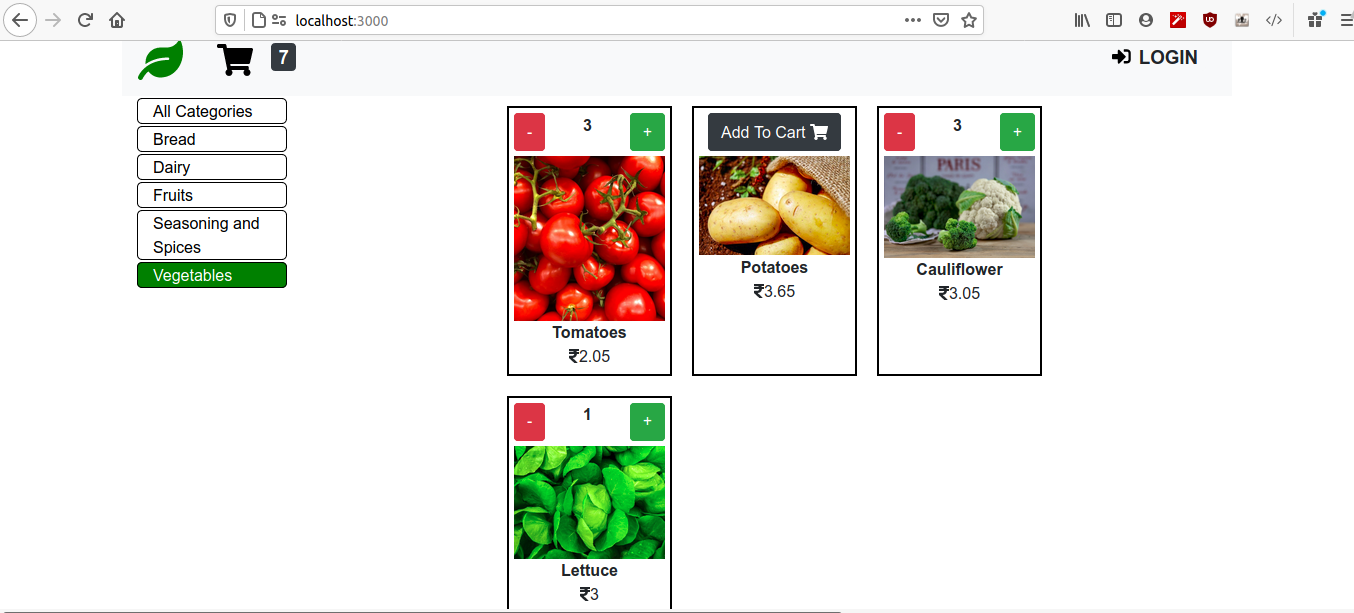 localhost:3000
7
LOGIN
All Categories
Bread
Dairy
Fruits
Seasoning and
Spices
Vegetables
- 3 +
Tomatoes
₹2.05
Add To Cart
Potatoes
₹3.65
- 3 +
PARIS
Cauliflower
₹3.05
- 1 +
Lettuce
₹3